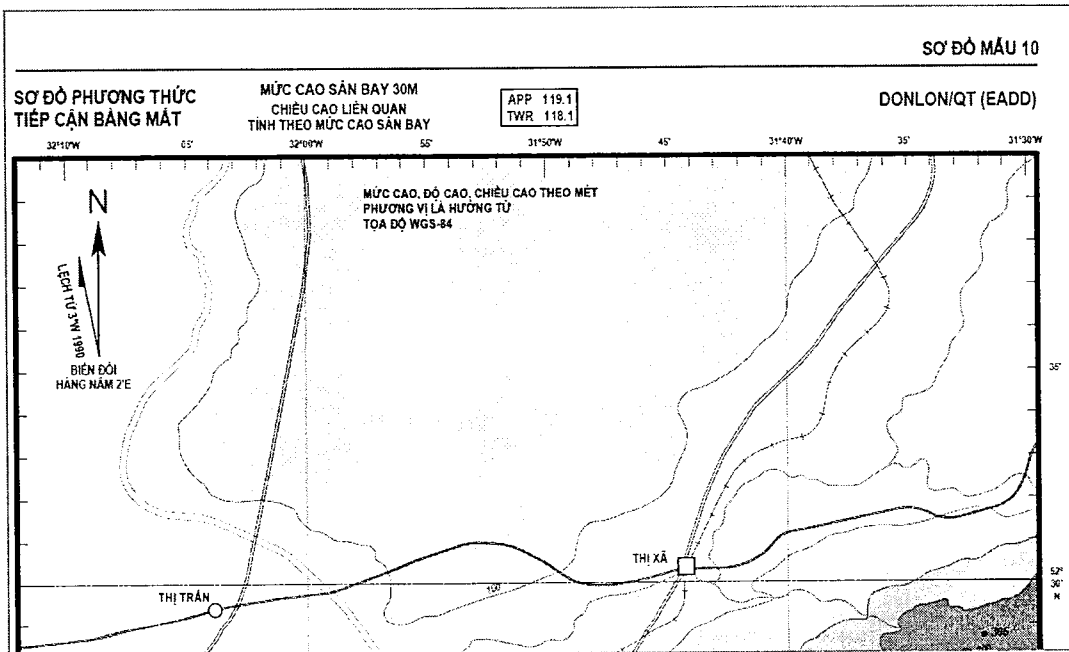 SƠ ĐỒ MẪU 10
SƠ ĐỒ PHƯƠNG THỨC
TIẾP CẬN BẰNG MẮT
MỨC CAO SÂN BAY 30M
CHIỀU CAO LIÊN QUAN
TÍNH THEO MỨC CAO SÂN BAY
APP 119.1
TWR 118.1
DONLON/QT (EADD)
32°10'W
05'
32°00'W
55'
31°50'W
45'
31°40'W
35'
31°30'W
MỨC CAO, ĐỘ CAO, CHIỀU CAO THEO MÉT
PHƯƠNG VỊ LÀ HƯỚNG TỪ
TỌA ĐỘ WGS-84
N
LỆCH TỪ 3°W 1990
BIẾN ĐỔI
HÀNG NĂM 2'E
35'
THỊ XÃ
THỊ TRẤN
100
52°
30'
N